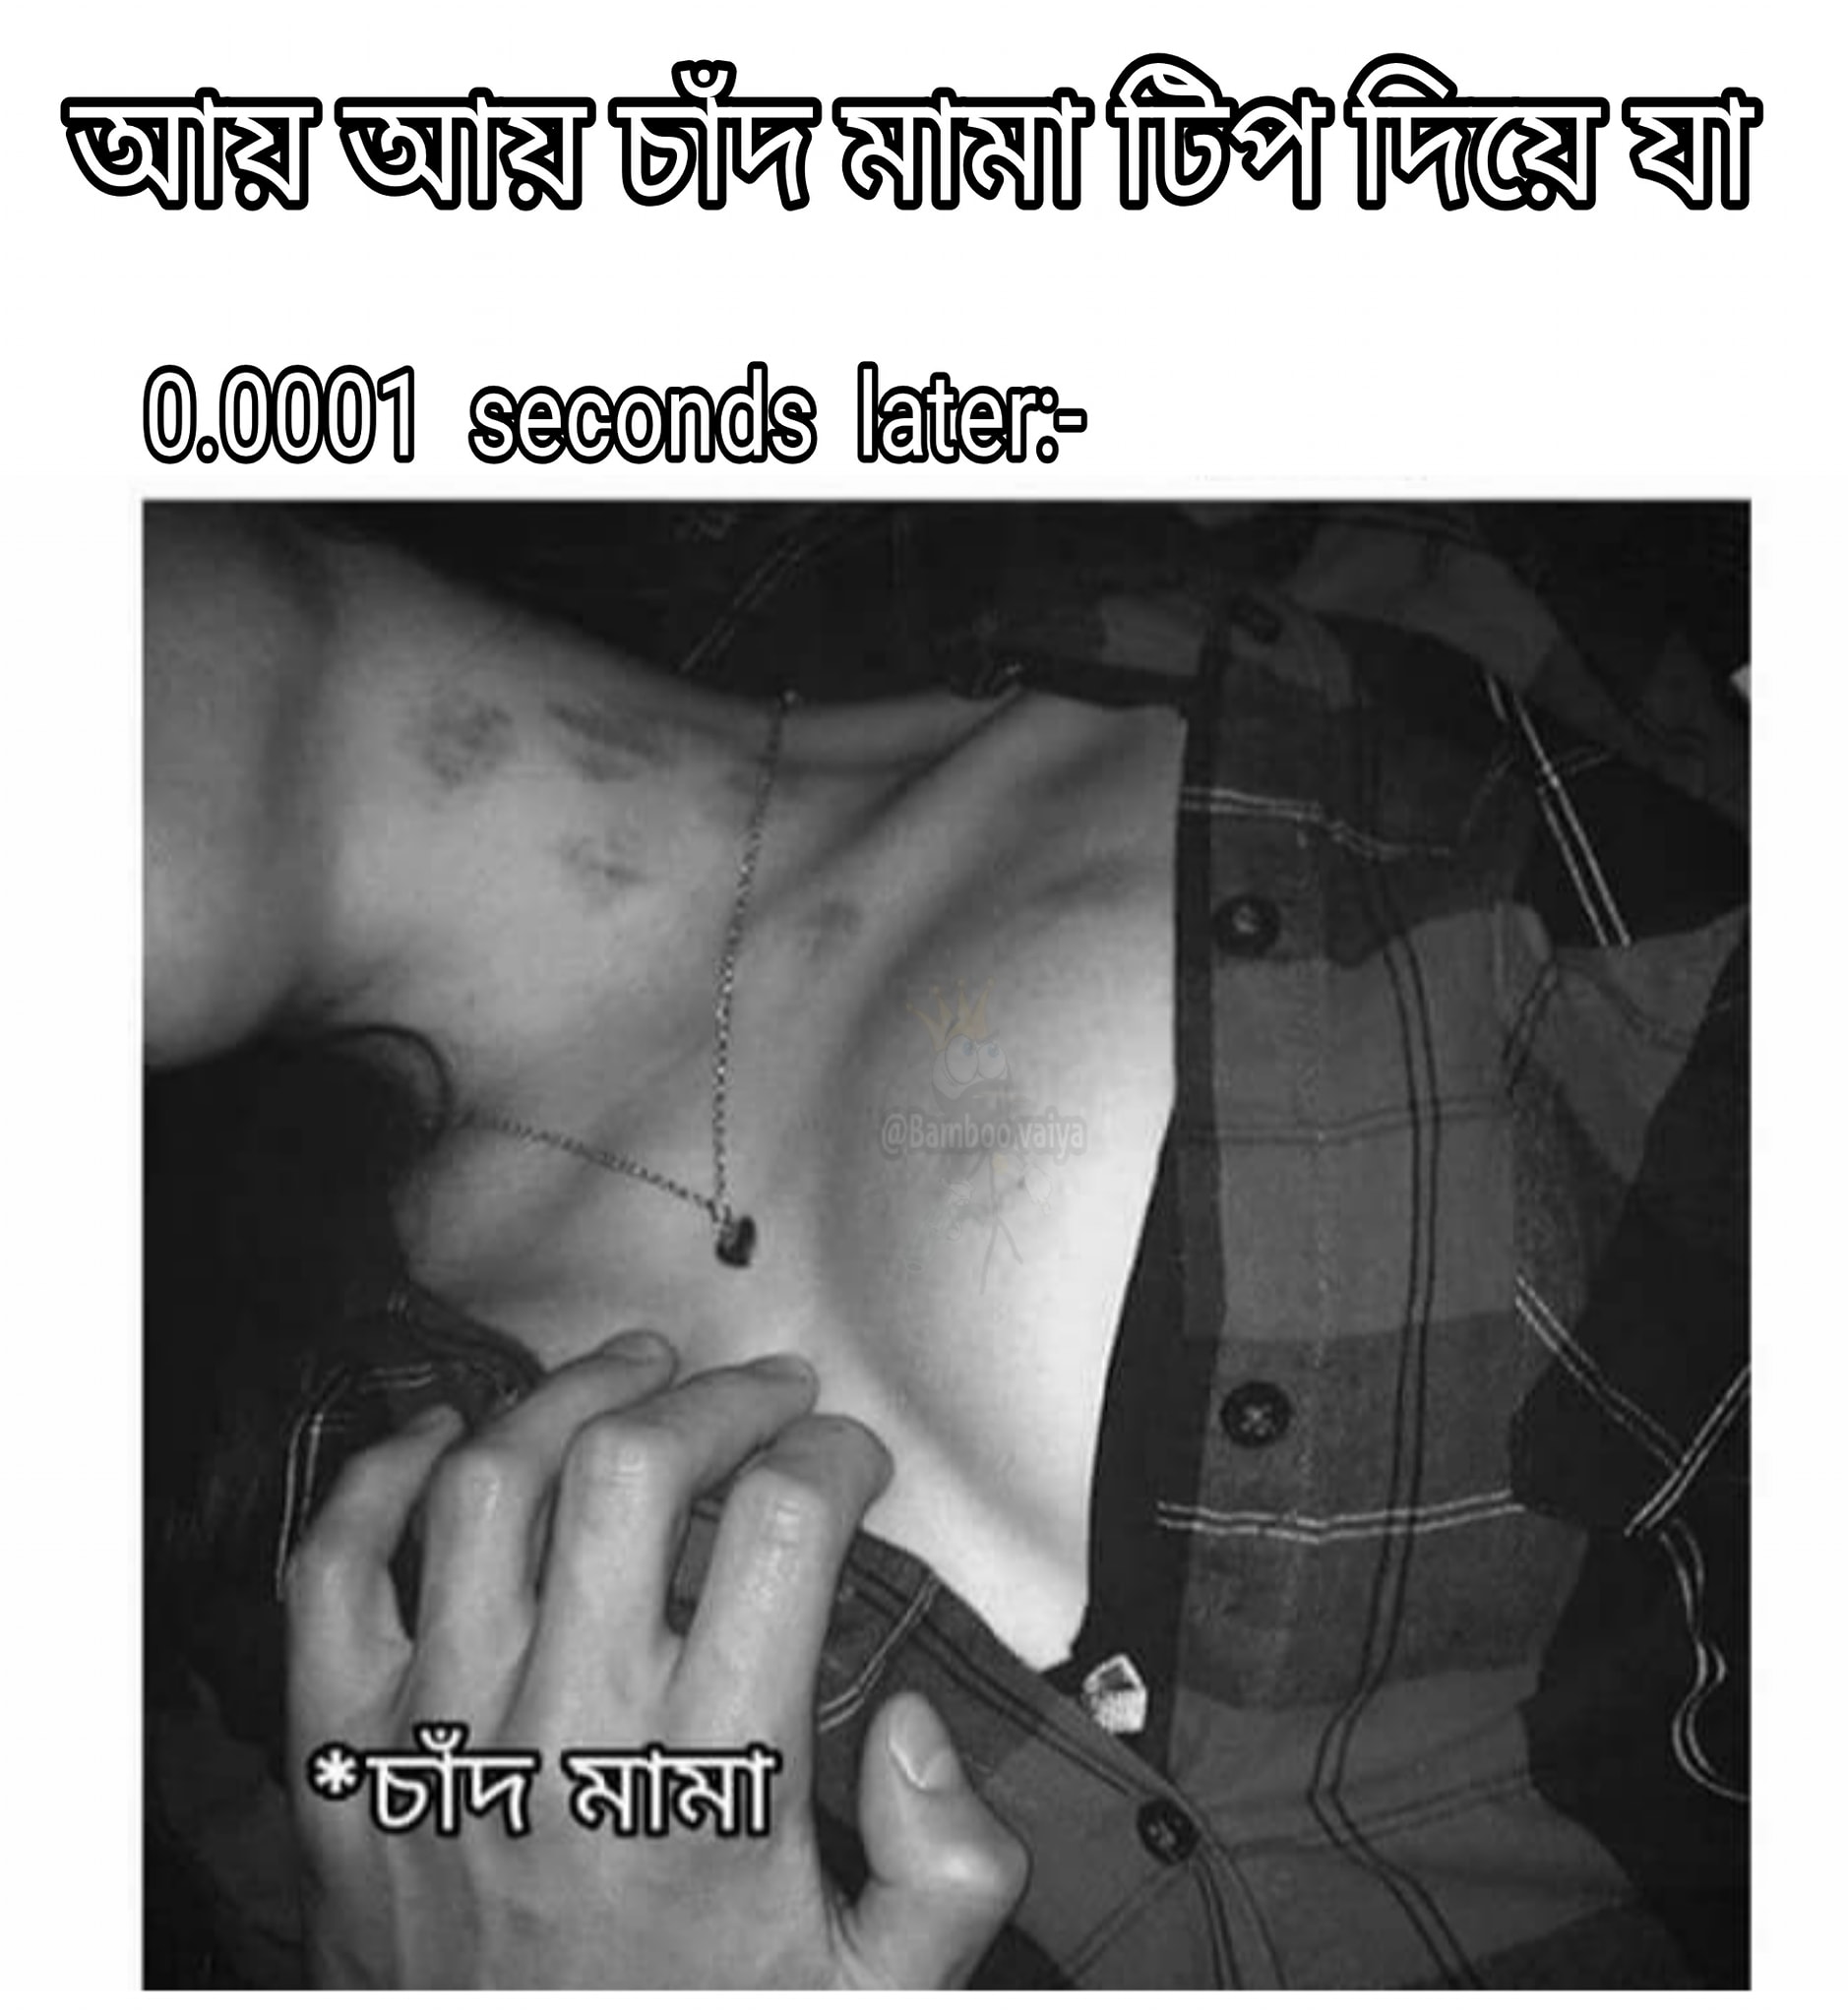 আয় আয় চাঁদ মামা টিপ দিয়ে যা
0.0001 seconds later:-
@Bamboo.vaiya
*চাঁদ মামা